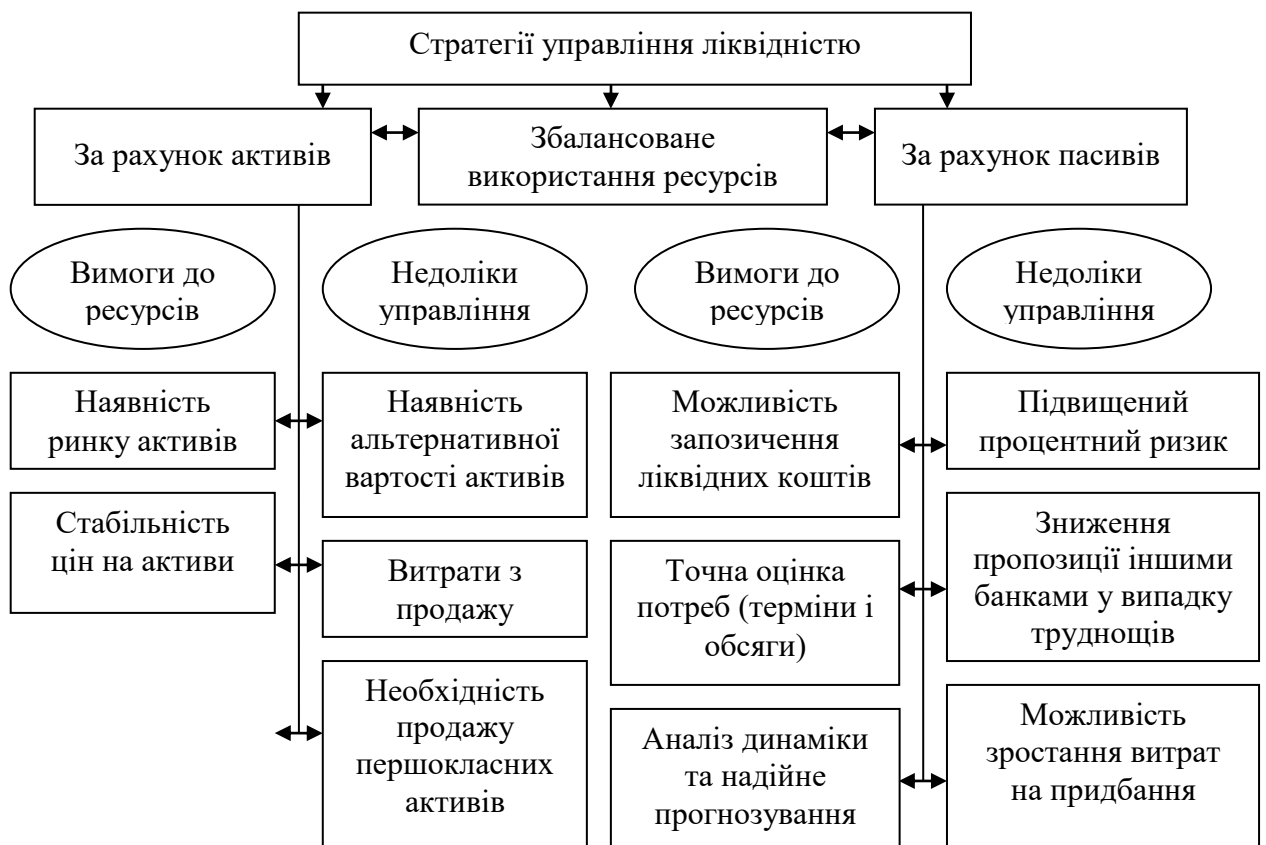 Стратегії управління ліквідністю
За рахунок активів
Збалансоване
використання ресурсів
За рахунок пасивів
Вимоги до
ресурсів
Недоліки
управління
Вимоги до
ресурсів
Недоліки
управління
Наявність
ринку активів
Наявність
альтернативної
вартості активів
Можливість
запозичення
ліквідних коштів
Підвищений
процентний ризик
Стабільність
цін на активи
Витрати з
продажу
Точна оцінка
потреб (терміни і
обсяги)
Зниження
пропозиції іншими
банками у випадку
труднощів
Необхідність
продажу
першокласних
активів
Аналіз динаміки
та надійне
прогнозування
Можливість
зростання витрат
на придбання